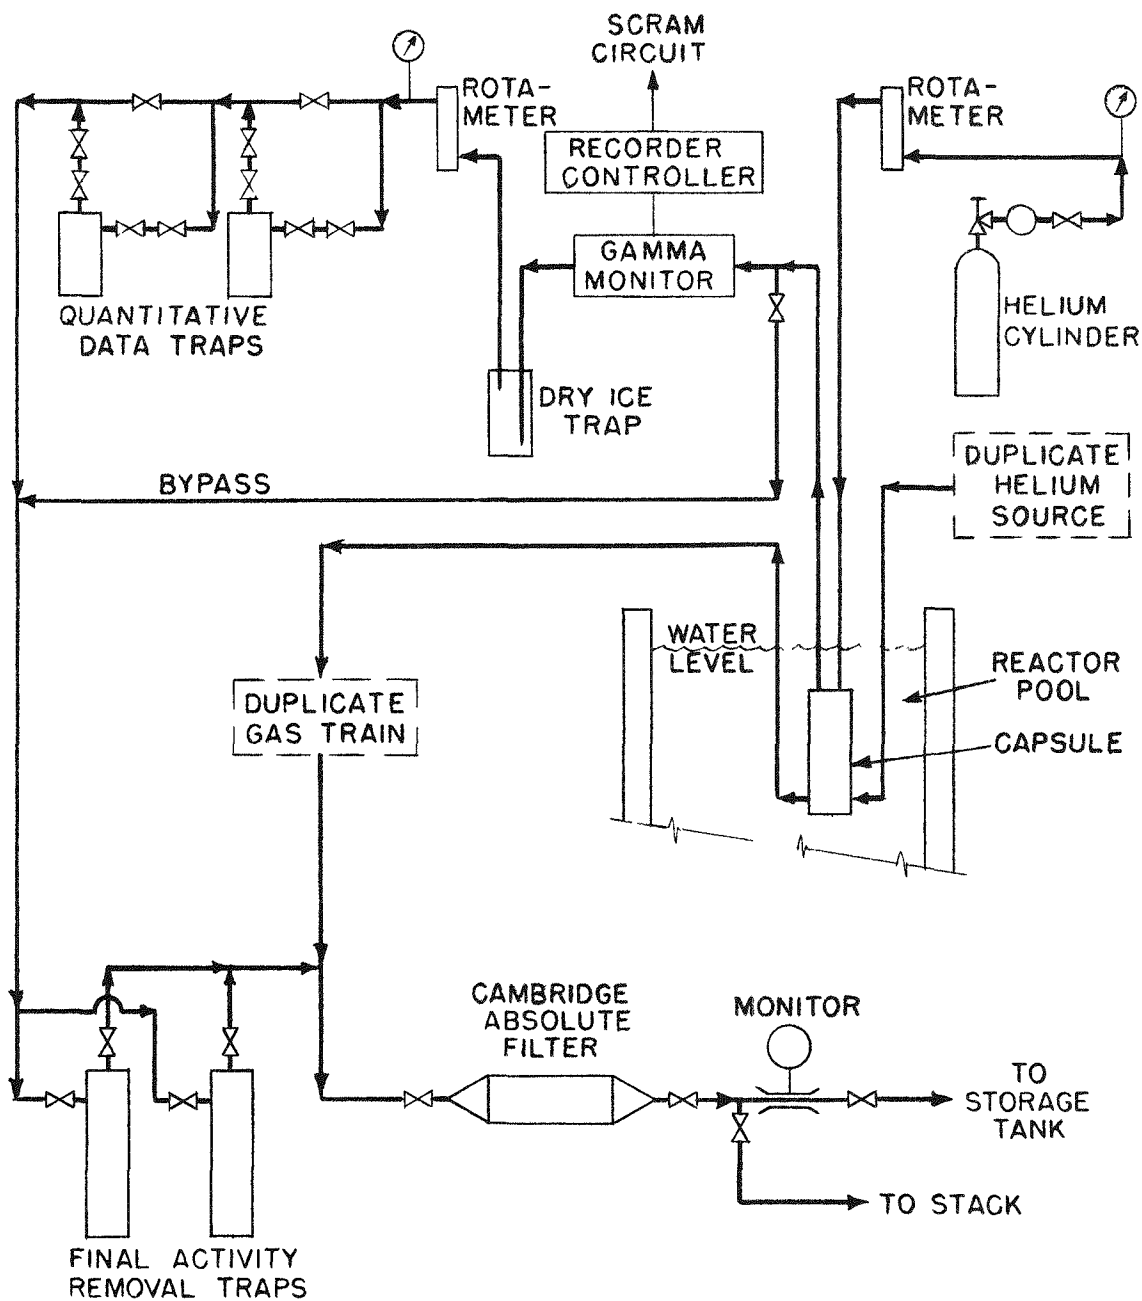 SCRAM
CIRCUIT
ROTA-
METER
ROTA-
METER
RECORDER
CONTROLLER
GAMMA
MONITOR
QUANTITATIVE
DATA TRAPS
HELIUM
CYLINDER
DRY ICE
TRAP
DUPLICATE
HELIUM
SOURCE
BYPASS
WATER
LEVEL
REACTOR
POOL
DUPLICATE
GAS TRAIN
CAPSULE
CAMBRIDGE
ABSOLUTE
FILTER
MONITOR
TO
STORAGE
TANK
TO STACK
FINAL ACTIVITY
REMOVAL TRAPS